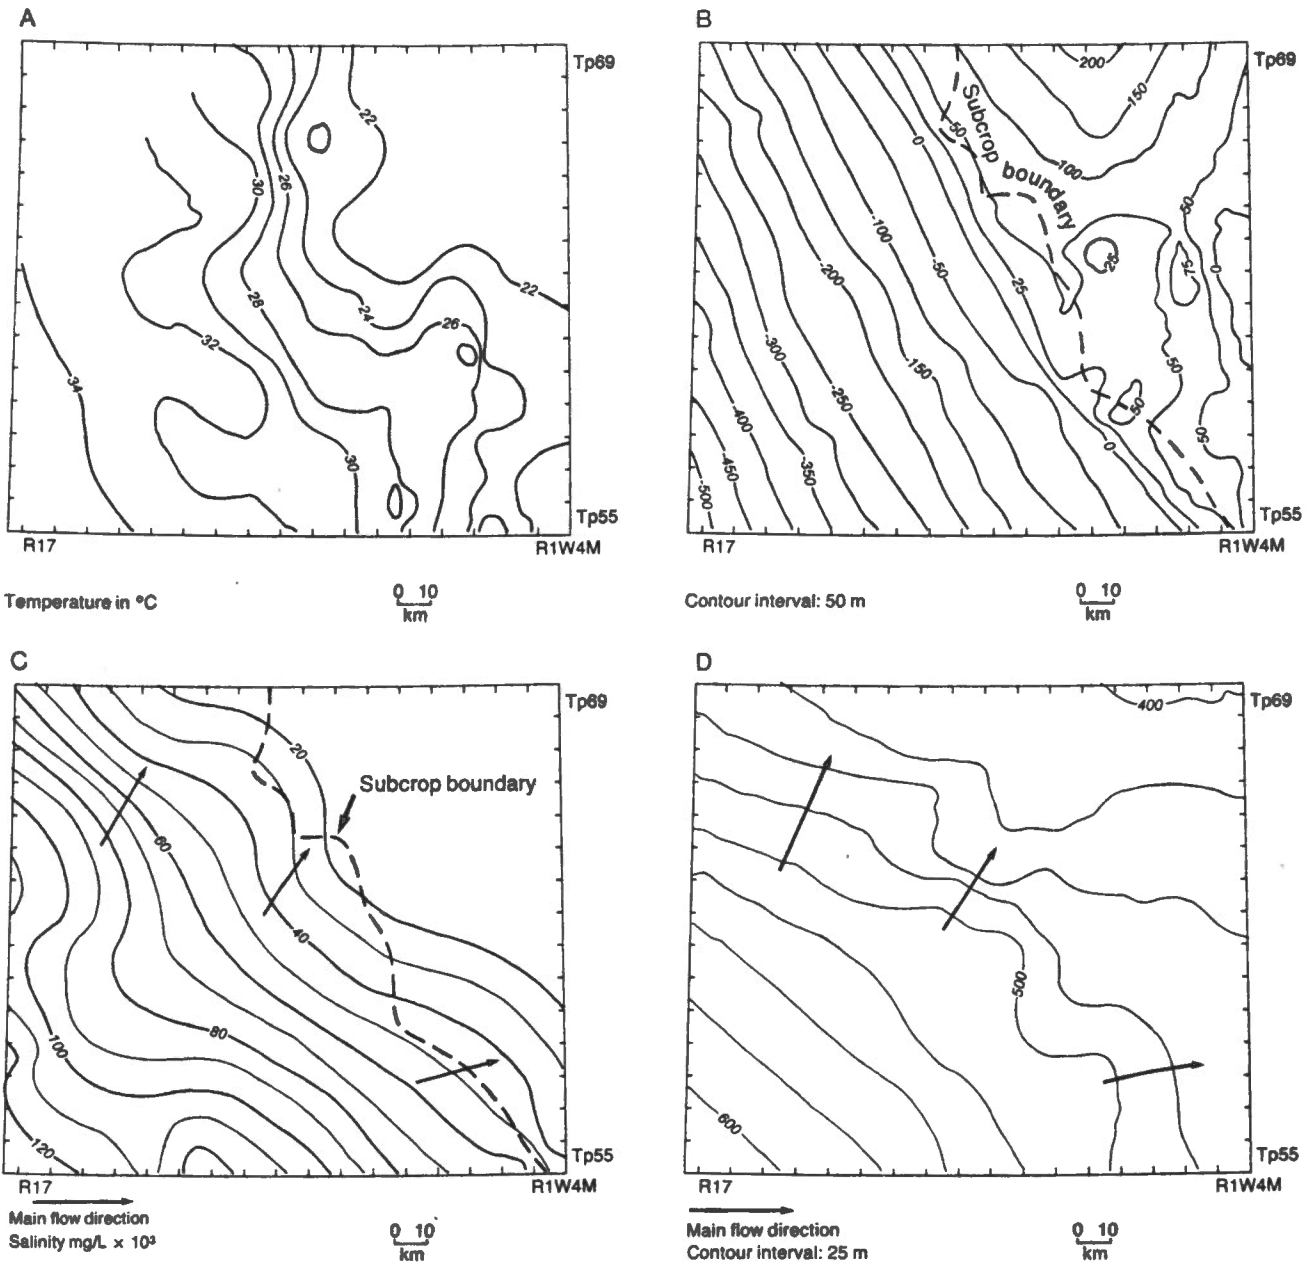 A
Tp69
22
30
26
28
24
26
22
32
34
30
Tp55
R17
R1W4M
Temperature in °C
0 10
km
B
Tp69
200
150
Subcrop boundary
50
0
100
50
-100
25
75
0
-50
-200
25
-300
-150
50
-250
50
-400
50
0
-450
-350
-500
Tp55
R17
R1W4M
Contour interval: 50 m
0 10
km
C
Tp69
20
Subcrop boundary
60
40
80
100
120
Tp55
R17
R1W4M
Main flow direction
Salinity mg/L × 10³
0 10
km
D
Tp69
400
500
600
Tp55
R17
R1W4M
Main flow direction
Contour interval: 25 m
0 10
km